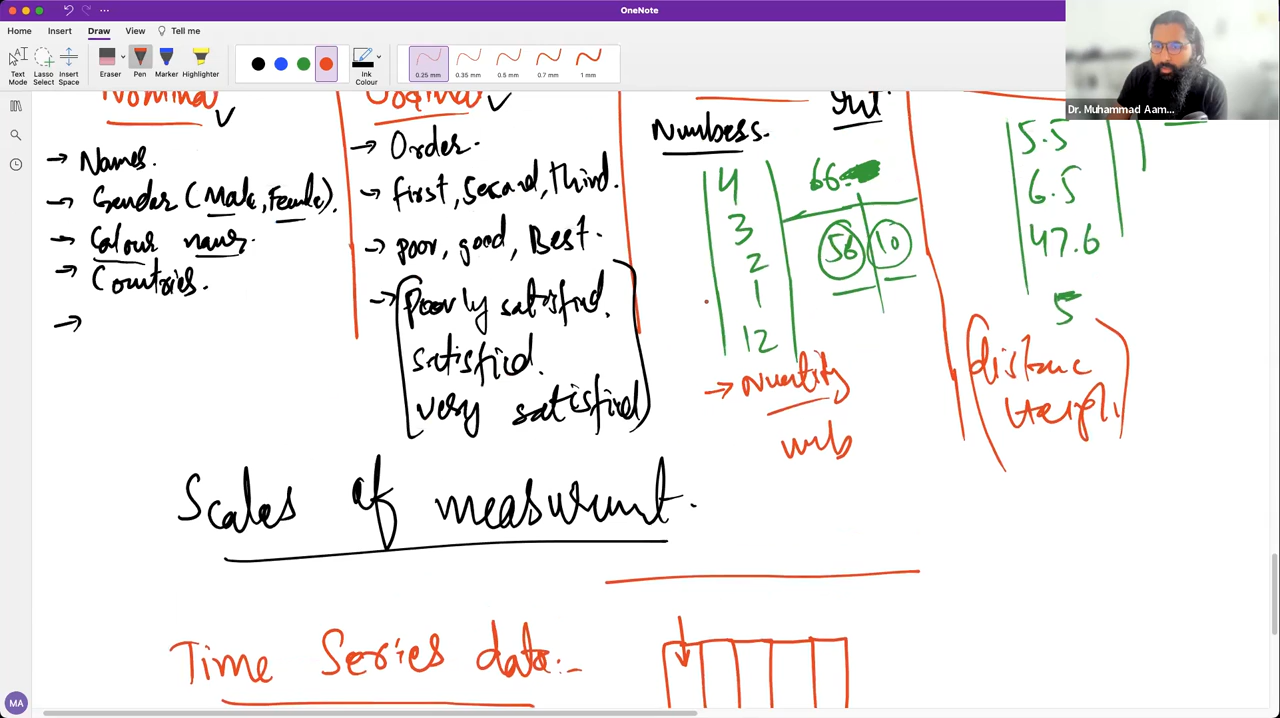 OneNote
Home Insert Draw View Tell me
Text Mode
Lasso Select
Insert Space
Eraser
Pen
Marker
Highlighter
Ink Colour
0.25 mm
0.35 mm
0.5 mm
0.7 mm
1 mm
Dr. Muhammad Aam...
Nominal
Ordinal
Int
→ Names.
→ Gender (Male, Female).
→ Colour names.
→ Countries.
→
→ Order.
→ first, second, third.
→ poor, good, Best.
→ poorly satisfied.
satisfied.
very satisfied
Numbers.
4
3
2
1
12
66.
56 10
→ Quantity
5.5
6.5
47.6
5
distance
Height
Scales of measurement.
Time Series data:-
MA